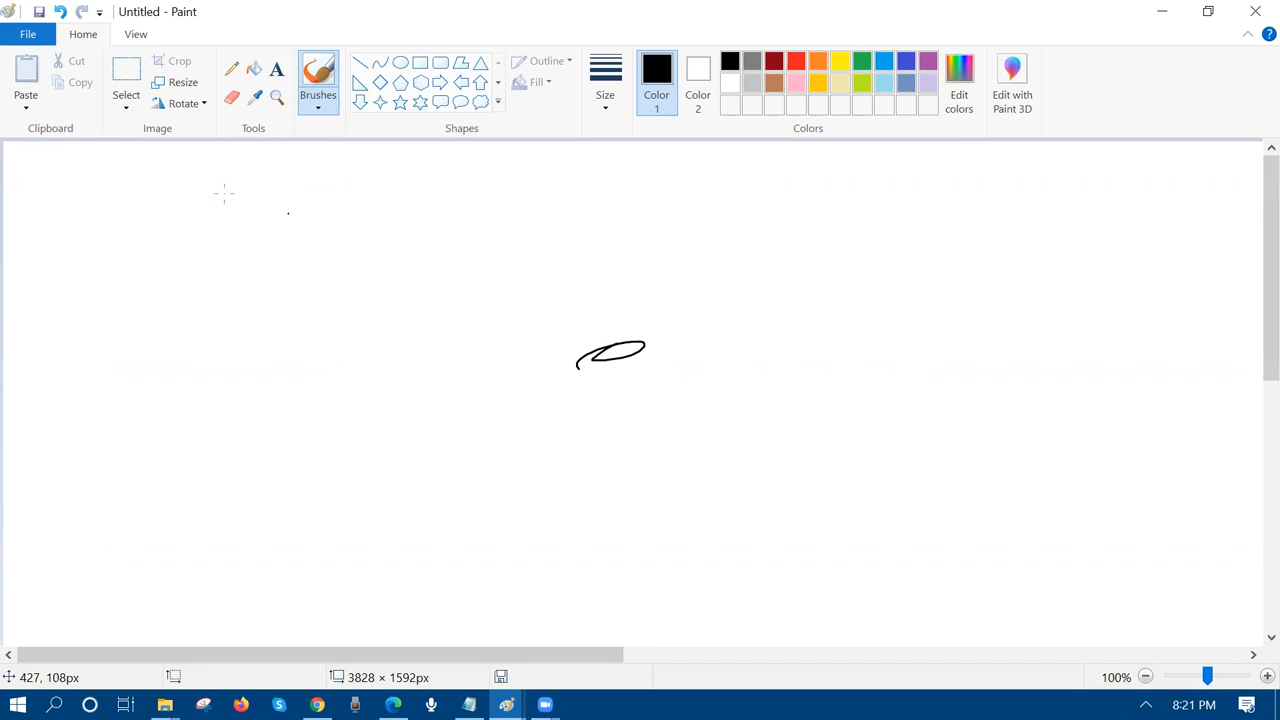 Untitled - Paint
File
Home
View
Paste
Cut
Copy
Clipboard
Select
Crop
Resize
Rotate
Image
A
Tools
Brushes
Outline
Fill
Shapes
Size
Color
1
Color
2
Edit
colors
Colors
Edit with
Paint 3D
427, 108px
3828 × 1592px
100%
8:21 PM